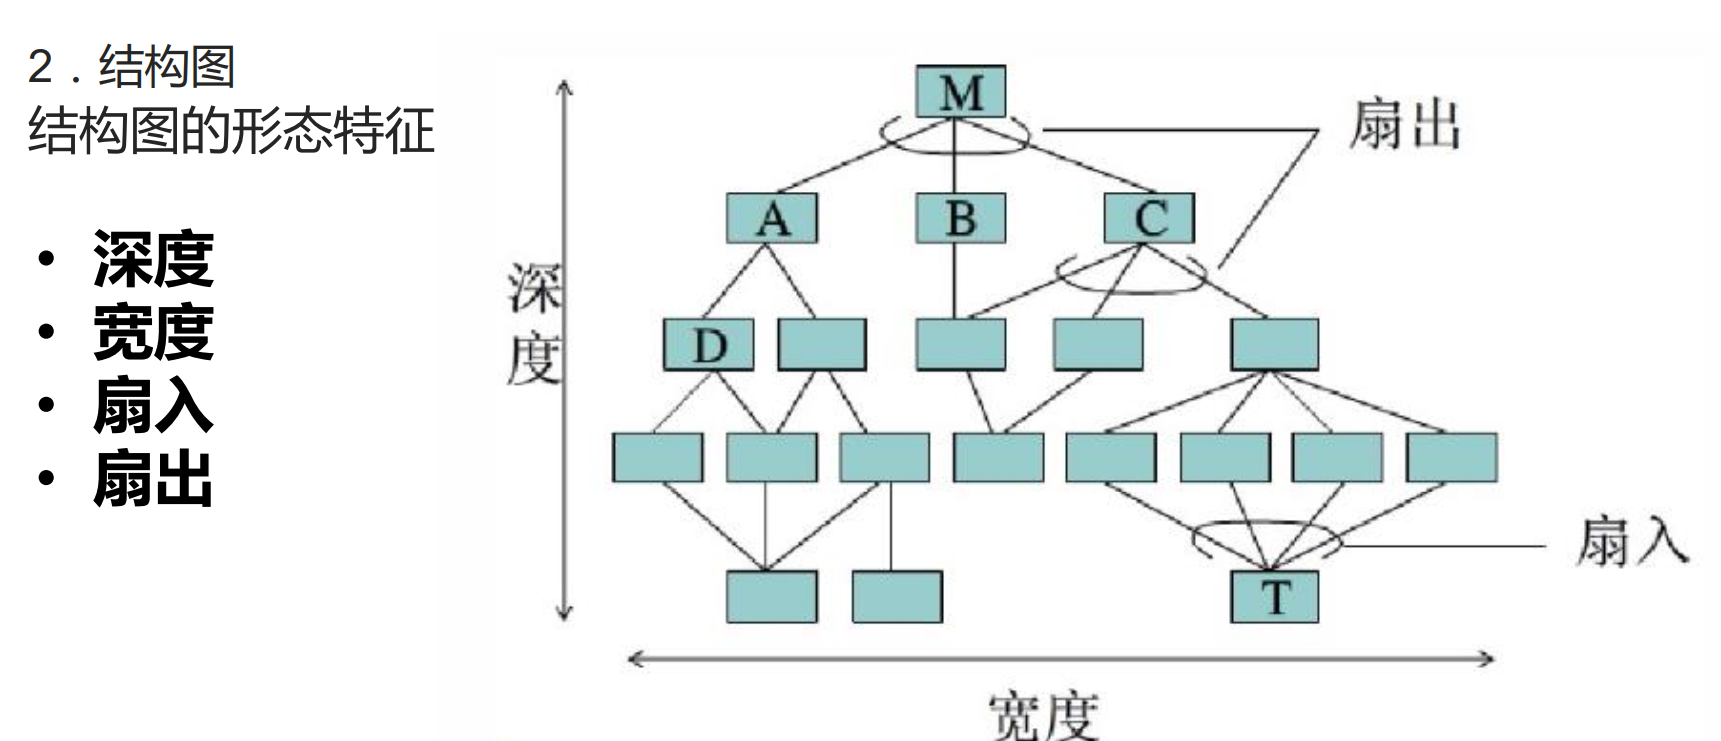 2．结构图
结构图的形态特征
• 深度
• 宽度
• 扇入
• 扇出
M
扇出
A
B
C
深度
D
扇入
T
宽度